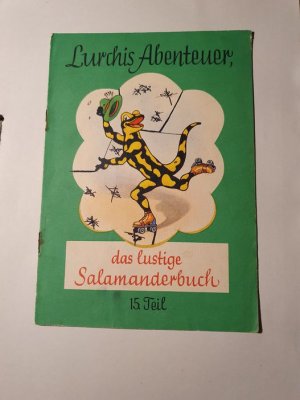 Lurchis Abenteuer,
das lustige
Salamanderbuch
15. Teil